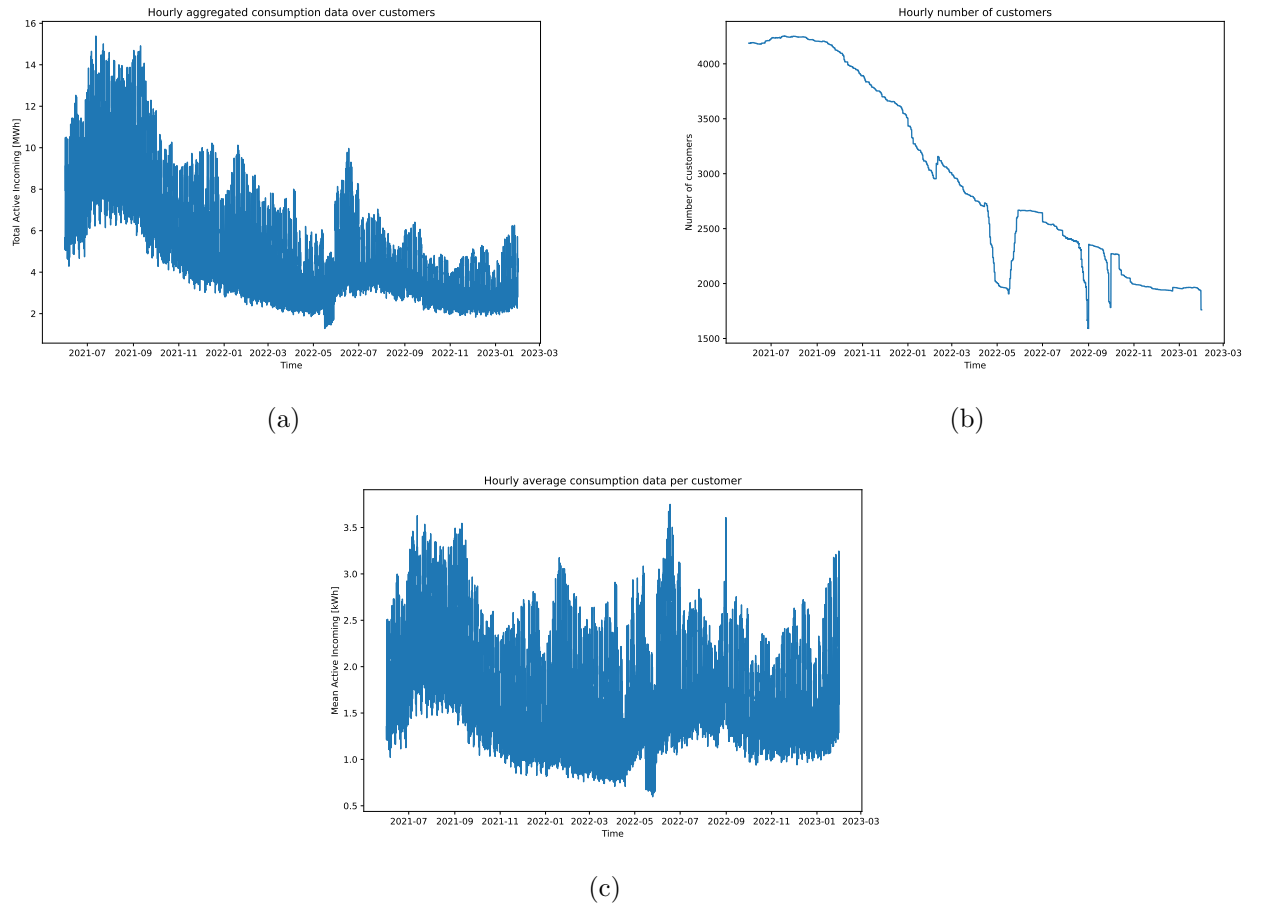 Hourly aggregated consumption data over customers
Total Active Incoming [MWh]
16
14
12
10
8
6
4
2
2021-07 2021-09 2021-11 2022-01 2022-03 2022-05 2022-07 2022-09 2022-11 2023-01 2023-03
Time
(a)
Hourly number of customers
Number of customers
4000
3500
3000
2500
2000
1500
2021-07 2021-09 2021-11 2022-01 2022-03 2022-05 2022-07 2022-09 2022-11 2023-01 2023-03
Time
(b)
Hourly average consumption data per customer
Mean Active Incoming [kWh]
3.5
3.0
2.5
2.0
1.5
1.0
0.5
2021-07 2021-09 2021-11 2022-01 2022-03 2022-05 2022-07 2022-09 2022-11 2023-01 2023-03
Time
(c)